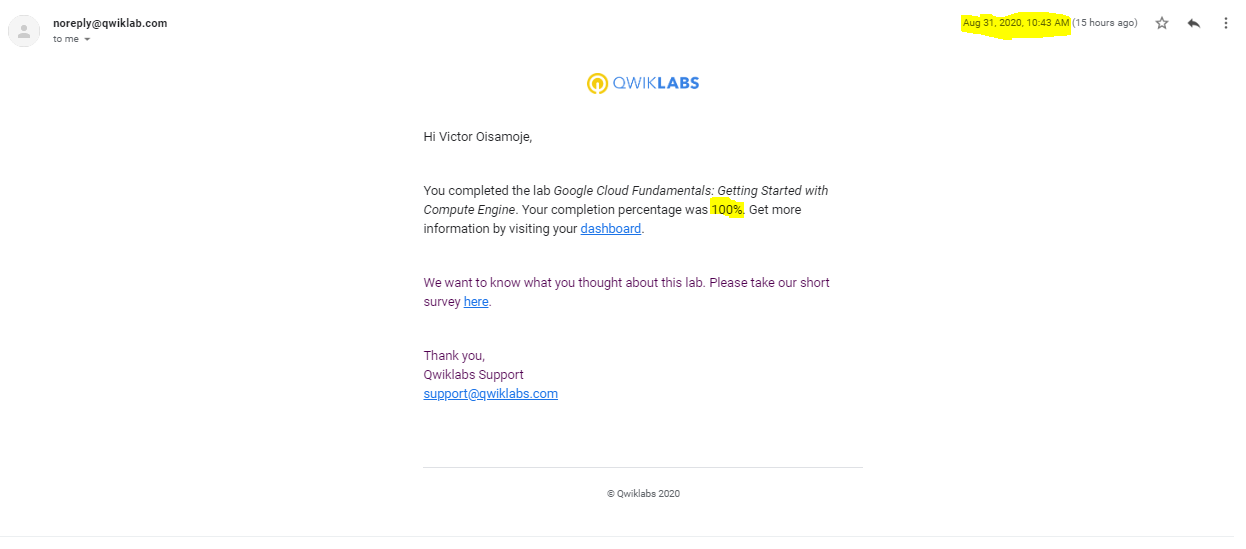 noreply@qwiklab.com
Aug 31, 2020, 10:43 AM (15 hours ago)
to me
QWIKLABS
Hi Victor Oisamoje,
You completed the lab Google Cloud Fundamentals: Getting Started with
Compute Engine. Your completion percentage was 100%. Get more
information by visiting your dashboard.
We want to know what you thought about this lab. Please take our short
survey here.
Thank you,
Qwiklabs Support
support@qwiklabs.com
© Qwiklabs 2020